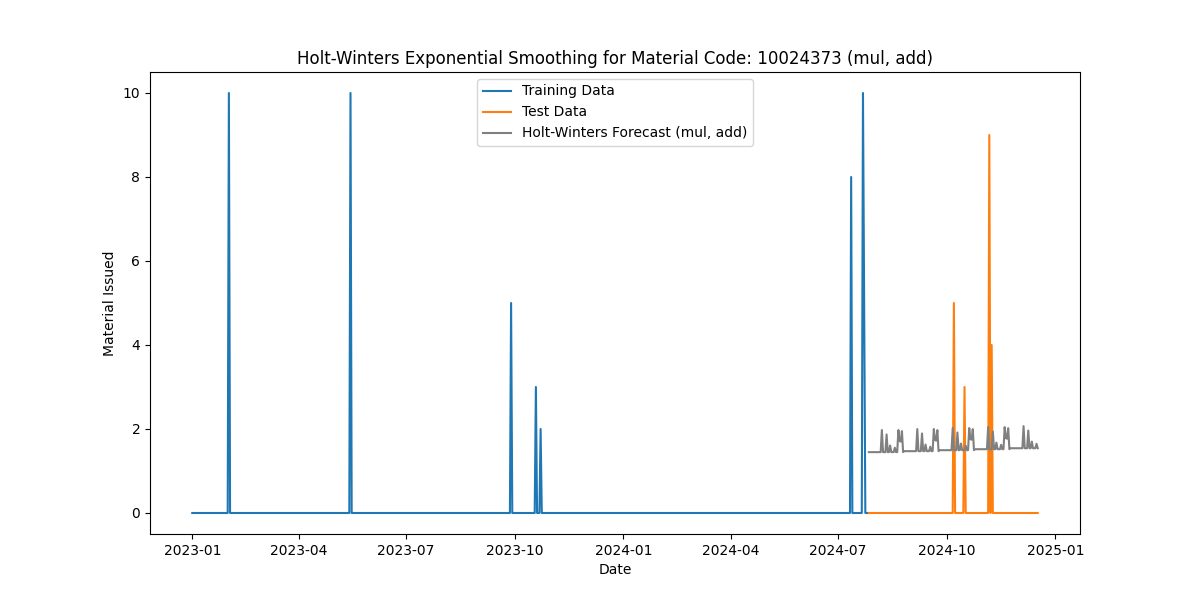 Holt-Winters Exponential Smoothing for Material Code: 10024373 (mul, add)
Training Data
Test Data
Holt-Winters Forecast (mul, add)
Material Issued
10
8
6
4
2
0
2023-01
2023-04
2023-07
2023-10
2024-01
2024-04
2024-07
2024-10
2025-01
Date